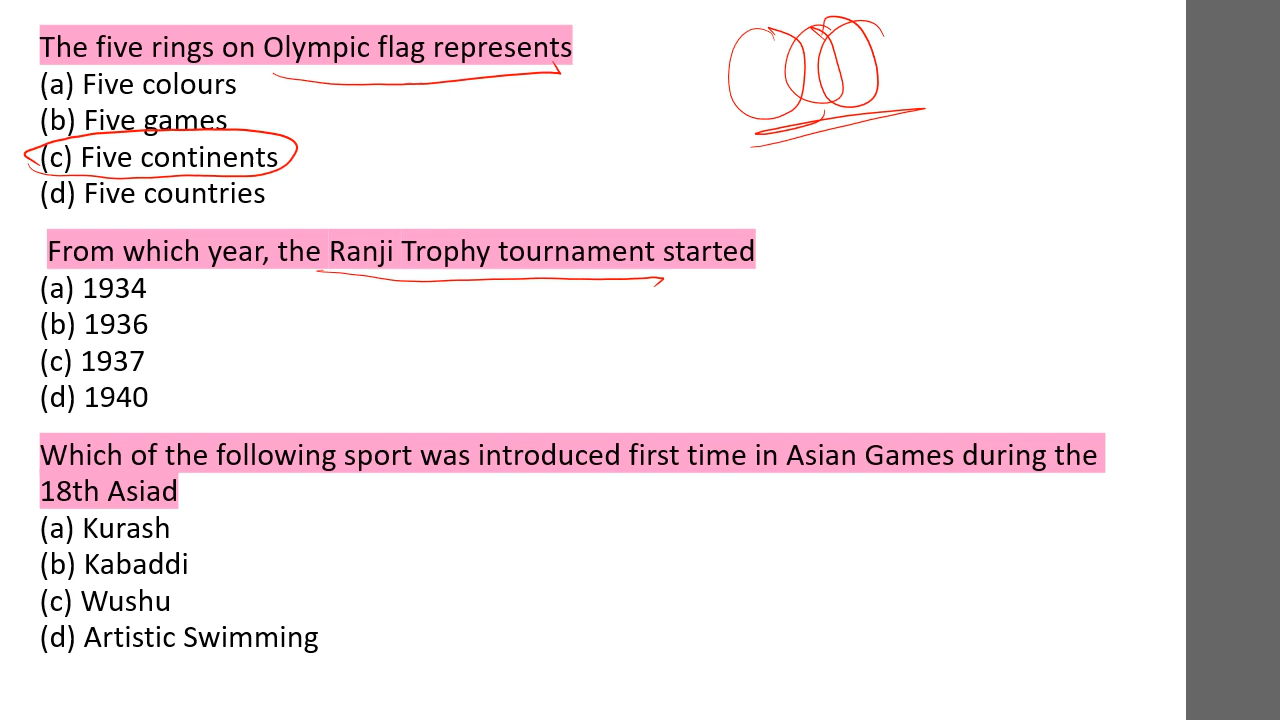 The five rings on Olympic flag represents
(a) Five colours
(b) Five games
(c) Five continents
(d) Five countries
From which year, the Ranji Trophy tournament started
(a) 1934
(b) 1936
(c) 1937
(d) 1940
Which of the following sport was introduced first time in Asian Games during the
18th Asiad
(a) Kurash
(b) Kabaddi
(c) Wushu
(d) Artistic Swimming